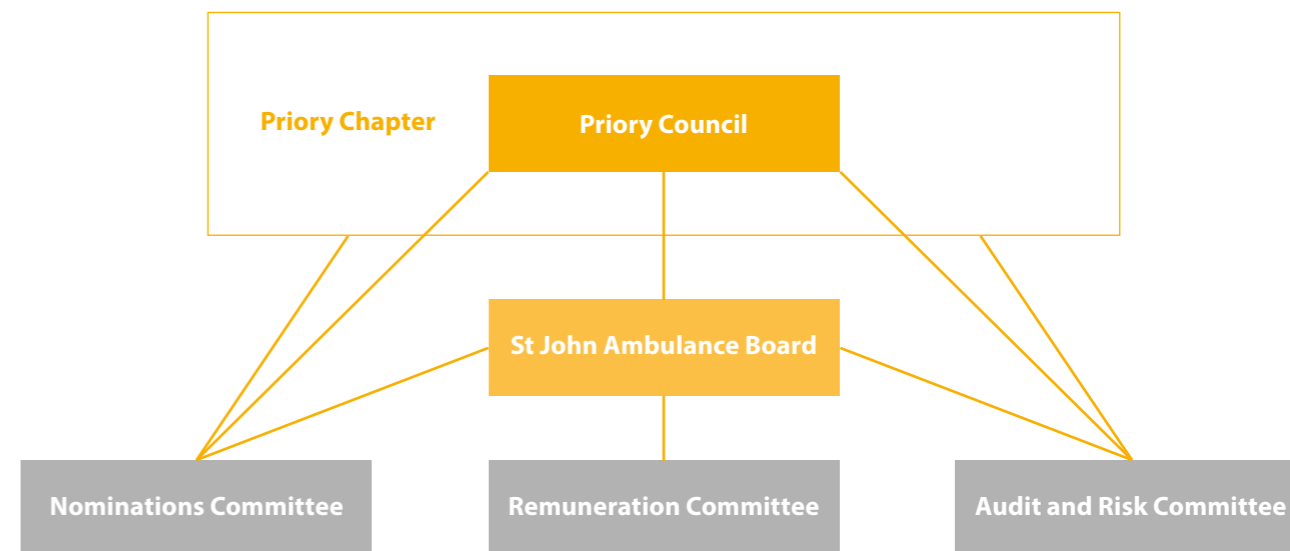 Priory Chapter
Priory Council
St John Ambulance Board
Nominations Committee
Remuneration Committee
Audit and Risk Committee